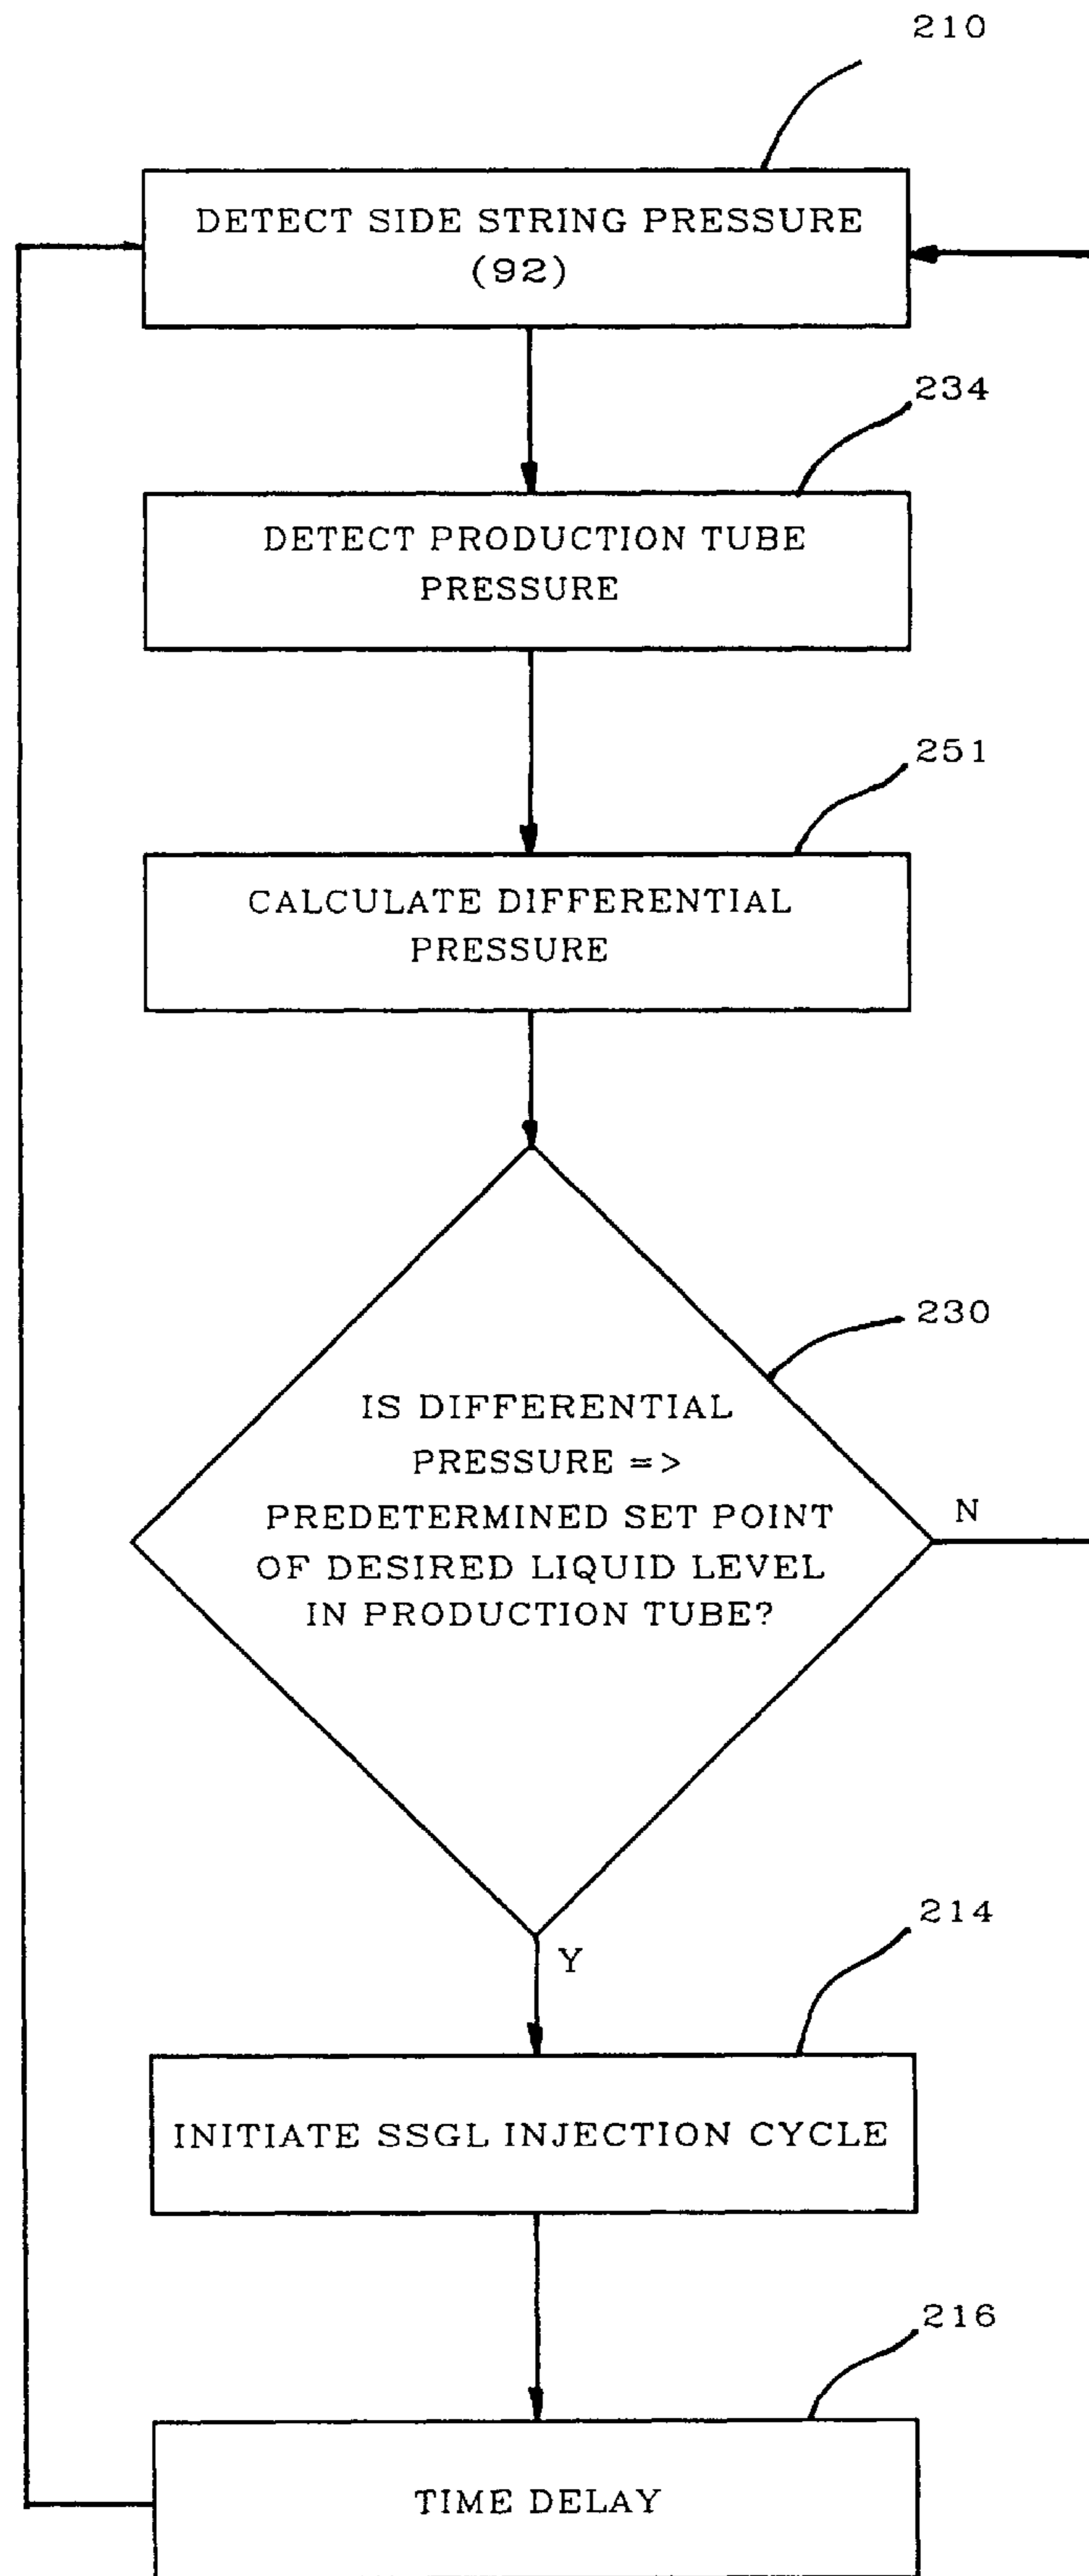 210
DETECT SIDE STRING PRESSURE
(92)
234
DETECT PRODUCTION TUBE
PRESSURE
251
CALCULATE DIFFERENTIAL
PRESSURE
230
IS DIFFERENTIAL
PRESSURE =>
PREDETERMINED SET POINT
OF DESIRED LIQUID LEVEL
IN PRODUCTION TUBE?
N
Y
214
INITIATE SSGL INJECTION CYCLE
216
TIME DELAY